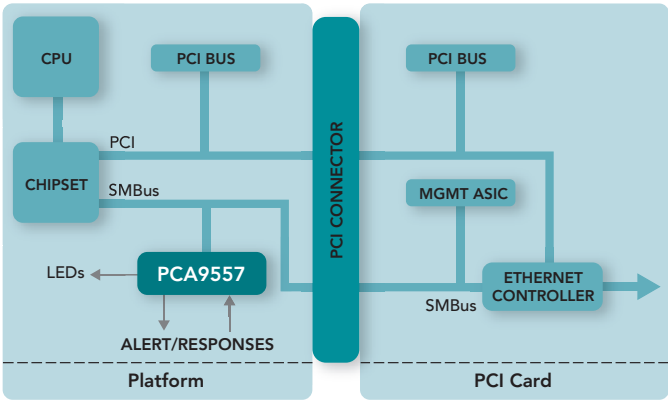 CPU
PCI BUS
PCI
CHIPSET
SMBus
PCA9557
LEDs
ALERT/RESPONSES
Platform
PCI CONNECTOR
PCI BUS
MGMT ASIC
ETHERNET
CONTROLLER
SMBus
PCI Card